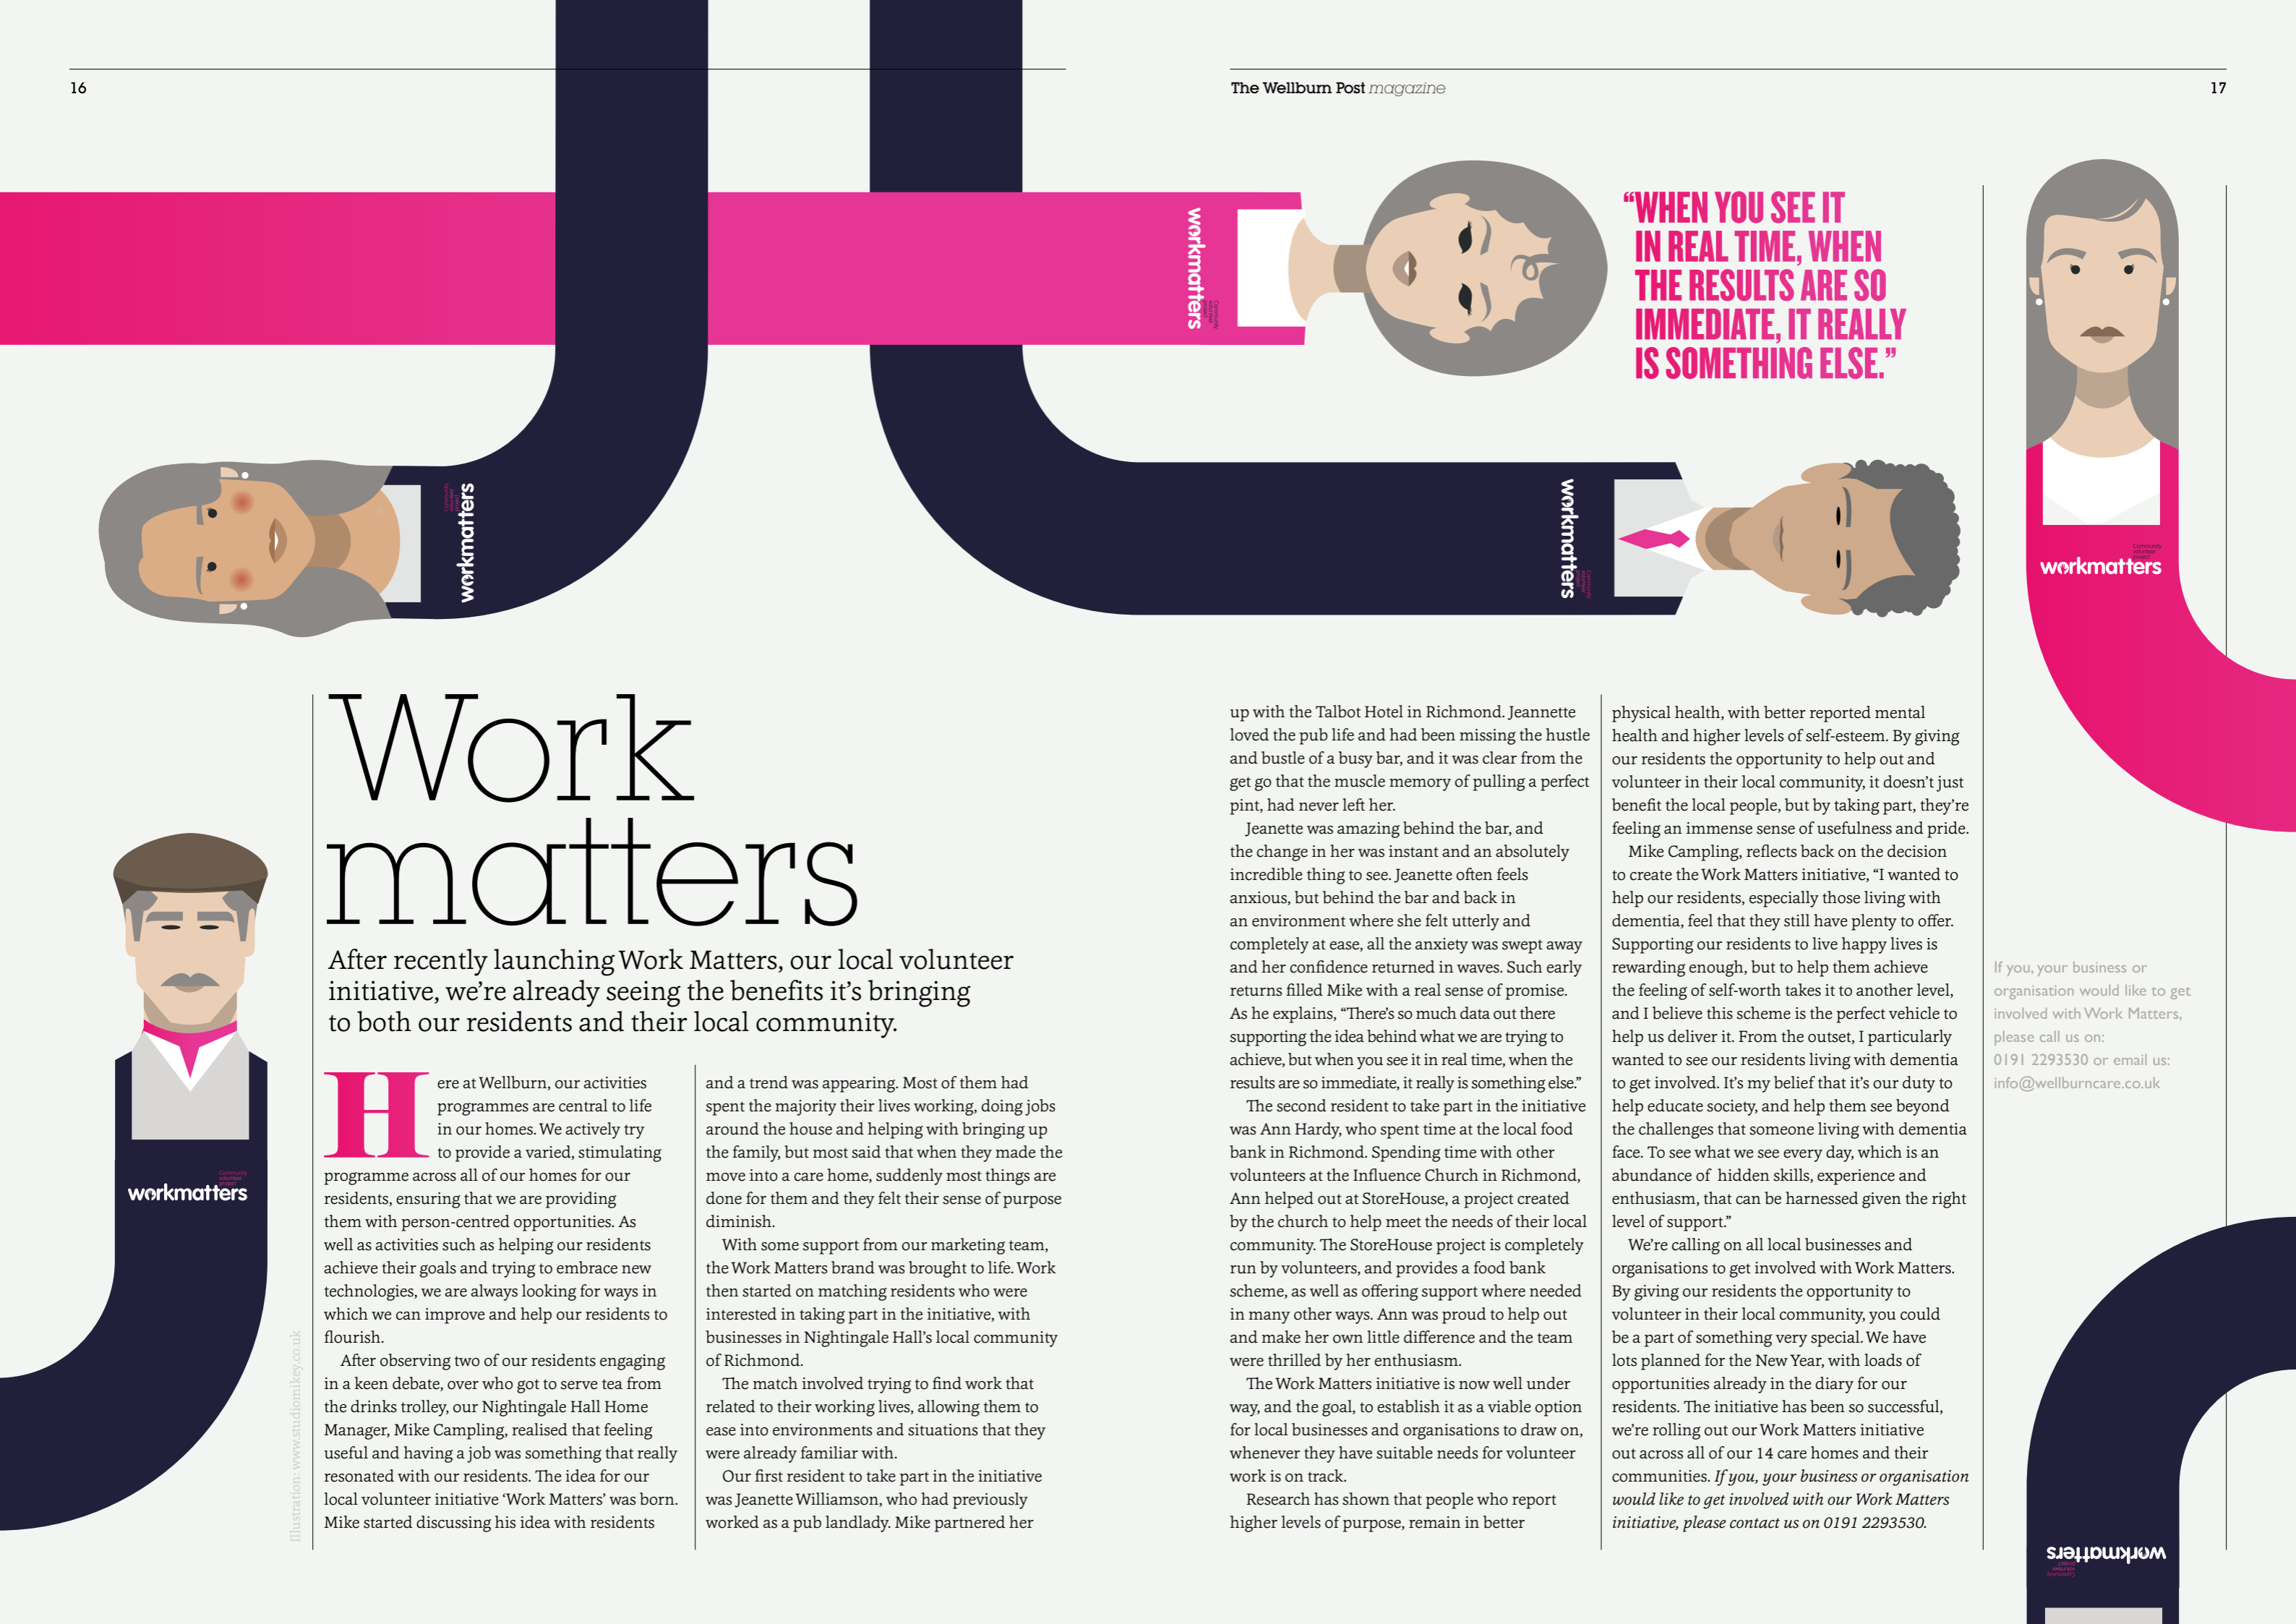 16
The Wellburn Post magazine
17
workmatters
Community
volunteer
project
“WHEN YOU SEE IT
IN REAL TIME, WHEN
THE RESULTS ARE SO
IMMEDIATE, IT REALLY
IS SOMETHING ELSE.”
workmatters
Community
volunteer
project
workmatters
Community
volunteer
project
Community
volunteer
project
workmatters
Work
matters
After recently launching Work Matters, our local volunteer
initiative, we’re already seeing the benefits it’s bringing
to both our residents and their local community.
Community
volunteer
project
workmatters
Illustration: www.studiomikey.co.uk
Here at Wellburn, our activities
programmes are central to life
in our homes. We actively try
to provide a varied, stimulating
programme across all of our homes for our
residents, ensuring that we are providing
them with person-centred opportunities. As
well as activities such as helping our residents
achieve their goals and trying to embrace new
technologies, we are always looking for ways in
which we can improve and help our residents to
flourish.
After observing two of our residents engaging
in a keen debate, over who got to serve tea from
the drinks trolley, our Nightingale Hall Home
Manager, Mike Campling, realised that feeling
useful and having a job was something that really
resonated with our residents. The idea for our
local volunteer initiative ‘Work Matters’ was born.
Mike started discussing his idea with residents
and a trend was appearing. Most of them had
spent the majority their lives working, doing jobs
around the house and helping with bringing up
the family, but most said that when they made the
move into a care home, suddenly most things are
done for them and they felt their sense of purpose
diminish.
With some support from our marketing team,
the Work Matters brand was brought to life. Work
then started on matching residents who were
interested in taking part in the initiative, with
businesses in Nightingale Hall’s local community
of Richmond.
The match involved trying to find work that
related to their working lives, allowing them to
ease into environments and situations that they
were already familiar with.
Our first resident to take part in the initiative
was Jeanette Williamson, who had previously
worked as a pub landlady. Mike partnered her
up with the Talbot Hotel in Richmond. Jeannette
loved the pub life and had been missing the hustle
and bustle of a busy bar, and it was clear from the
get go that the muscle memory of pulling a perfect
pint, had never left her.
Jeanette was amazing behind the bar, and
the change in her was instant and an absolutely
incredible thing to see. Jeanette often feels
anxious, but behind the bar and back in
an environment where she felt utterly and
completely at ease, all the anxiety was swept away
and her confidence returned in waves. Such early
returns filled Mike with a real sense of promise.
As he explains, “There’s so much data out there
supporting the idea behind what we are trying to
achieve, but when you see it in real time, when the
results are so immediate, it really is something else.”
The second resident to take part in the initiative
was Ann Hardy, who spent time at the local food
bank in Richmond. Spending time with other
volunteers at the Influence Church in Richmond,
Ann helped out at StoreHouse, a project created
by the church to help meet the needs of their local
community. The StoreHouse project is completely
run by volunteers, and provides a food bank
scheme, as well as offering support where needed
in many other ways. Ann was proud to help out
and make her own little difference and the team
were thrilled by her enthusiasm.
The Work Matters initiative is now well under
way, and the goal, to establish it as a viable option
for local businesses and organisations to draw on,
whenever they have suitable needs for volunteer
work is on track.
Research has shown that people who report
higher levels of purpose, remain in better
physical health, with better reported mental
health and higher levels of self-esteem. By giving
our residents the opportunity to help out and
volunteer in their local community, it doesn’t just
benefit the local people, but by taking part, they’re
feeling an immense sense of usefulness and pride.
Mike Campling, reflects back on the decision
to create the Work Matters initiative, “I wanted to
help our residents, especially those living with
dementia, feel that they still have plenty to offer.
Supporting our residents to live happy lives is
rewarding enough, but to help them achieve
the feeling of self-worth takes it to another level,
and I believe this scheme is the perfect vehicle to
help us deliver it. From the outset, I particularly
wanted to see our residents living with dementia
to get involved. It’s my belief that it’s our duty to
help educate society, and help them see beyond
the challenges that someone living with dementia
face. To see what we see every day, which is an
abundance of hidden skills, experience and
enthusiasm, that can be harnessed given the right
level of support.”
We’re calling on all local businesses and
organisations to get involved with Work Matters.
By giving our residents the opportunity to
volunteer in their local community, you could
be a part of something very special. We have
lots planned for the New Year, with loads of
opportunities already in the diary for our
residents. The initiative has been so successful,
we’re rolling out our Work Matters initiative
out across all of our 14 care homes and their
communities. If you, your business or organisation
would like to get involved with our Work Matters
initiative, please contact us on 0191 2293530.
If you, your business or
organisation would like to get
involved with Work Matters,
please call us on:
0191 2293530 or email us:
info@wellburncare.co.uk
workmatters
Community
volunteer
project